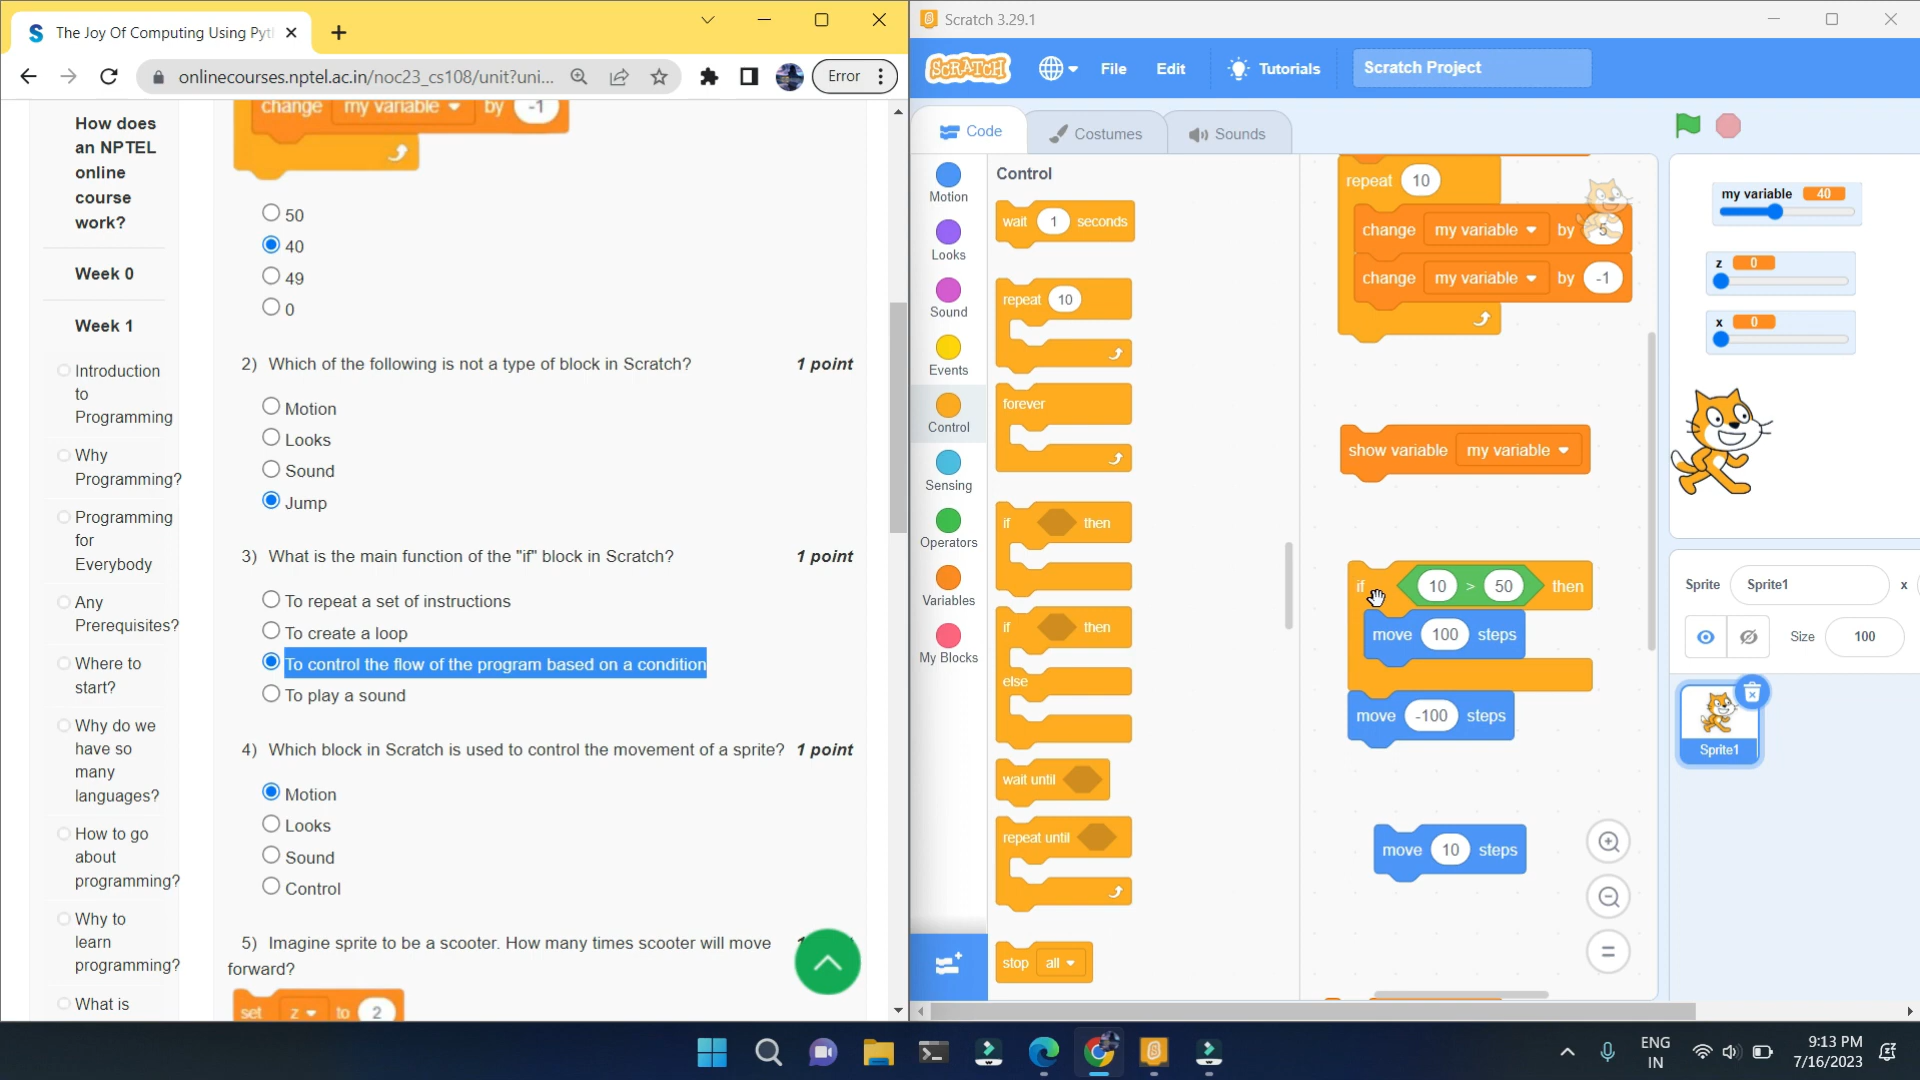 The Joy Of Computing Using Pyt
onlinecourses.nptel.ac.in/noc23_cs108/unit?uni...
Error
change my variable by -1
How does
an NPTEL
online
course
work?
Week 0
Week 1
Introduction
to
Programming
Why
Programming?
Programming
for
Everybody
Any
Prerequisites?
Where to
start?
Why do we
have so
many
languages?
How to go
about
programming?
Why to
learn
programming?
What is
50
40
49
0
2) Which of the following is not a type of block in Scratch? 1 point
Motion
Looks
Sound
Jump
3) What is the main function of the "if" block in Scratch? 1 point
To repeat a set of instructions
To create a loop
To control the flow of the program based on a condition
To play a sound
4) Which block in Scratch is used to control the movement of a sprite? 1 point
Motion
Looks
Sound
Control
5) Imagine sprite to be a scooter. How many times scooter will move
forward?
set z to 2
Scratch 3.29.1
SCRATCH
File Edit Tutorials Scratch Project
Code Costumes Sounds
Motion
Looks
Sound
Events
Control
Sensing
Operators
Variables
My Blocks
Control
wait 1 seconds
repeat 10
forever
if then
if then
else
wait until
repeat until
stop all
repeat 10
change my variable by 5
change my variable by -1
show variable my variable
if 10 > 50 then
move 100 steps
move -100 steps
move 10 steps
my variable 40
z 0
x 0
Sprite Sprite1 x
Size 100
Sprite1
ENG
IN
9:13 PM
7/16/2023